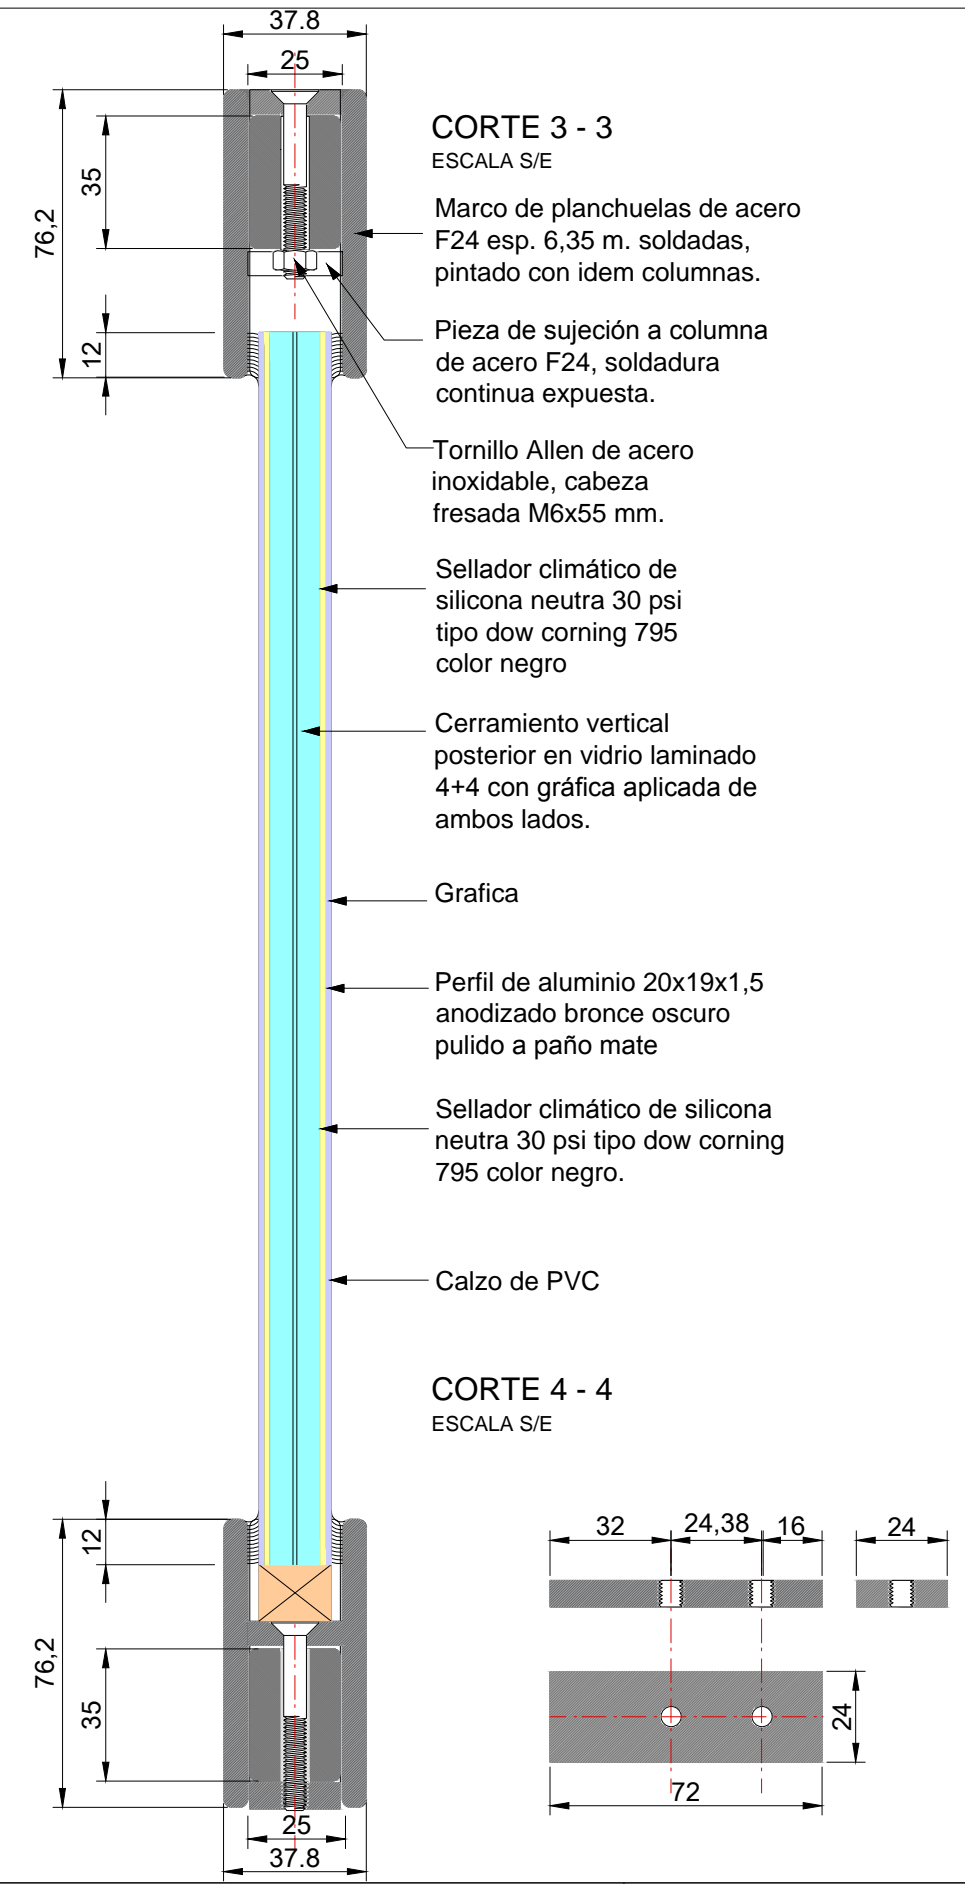 37.8
25
76,2
35
12
CORTE 3 - 3
ESCALA S/E
Marco de planchuelas de acero
F24 esp. 6,35 m. soldadas,
pintado con idem columnas.
Pieza de sujeción a columna
de acero F24, soldadura
continua expuesta.
Tornillo Allen de acero
inoxidable, cabeza
fresada M6x55 mm.
Sellador climático de
silicona neutra 30 psi
tipo dow corning 795
color negro
Cerramiento vertical
posterior en vidrio laminado
4+4 con gráfica aplicada de
ambos lados.
Grafica
Perfil de aluminio 20x19x1,5
anodizado bronce oscuro
pulido a paño mate
Sellador climático de silicona
neutra 30 psi tipo dow corning
795 color negro.
Calzo de PVC
CORTE 4 - 4
ESCALA S/E
12
76,2
35
25
37.8
32
24,38
16
24
24
72